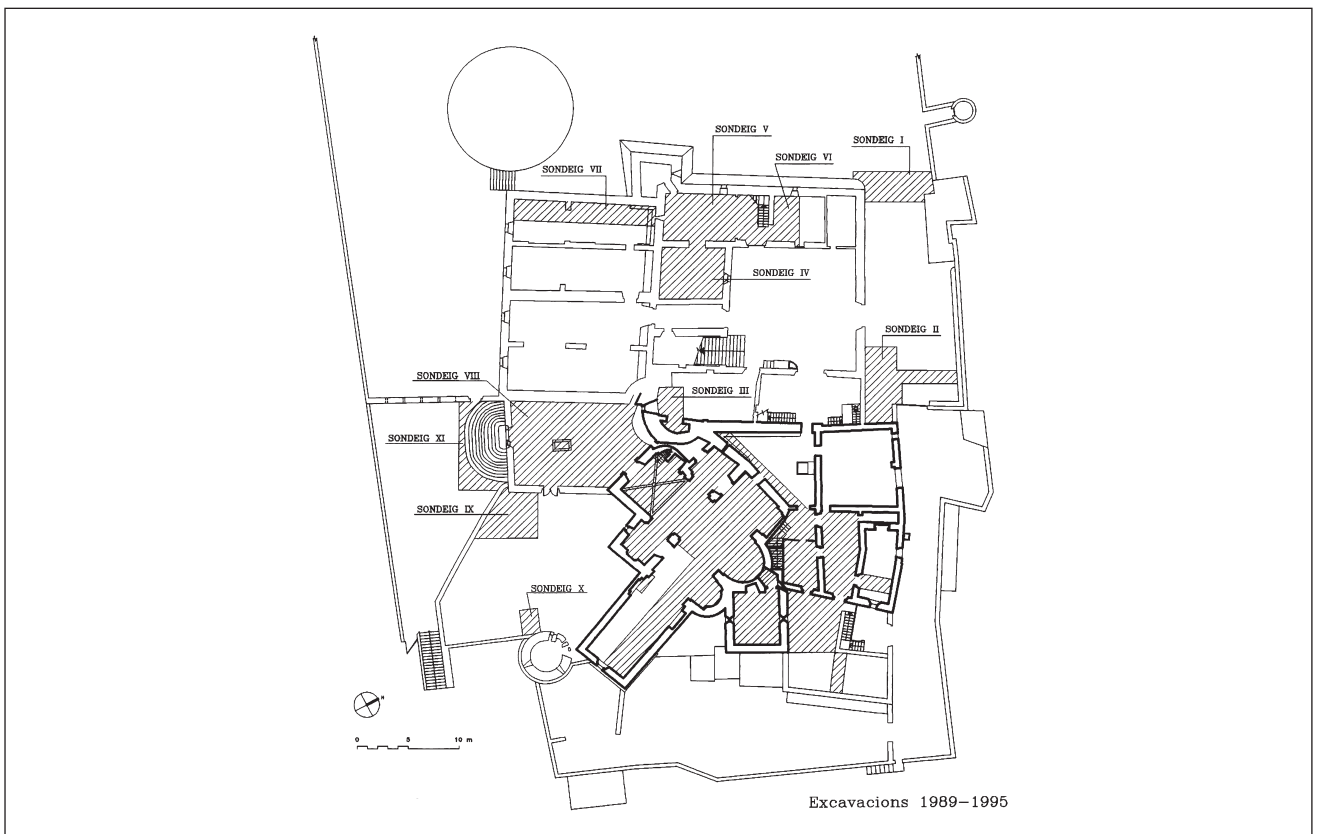 SONDEIG V
SONDEIG I
SONDEIG VI
SONDEIG VII
SONDEIG IV
SONDEIG II
SONDEIG VIII
SONDEIG III
SONDEIG XI
SONDEIG IX
SONDEIG X
N
0 5 10 m
Excavacions 1989-1995